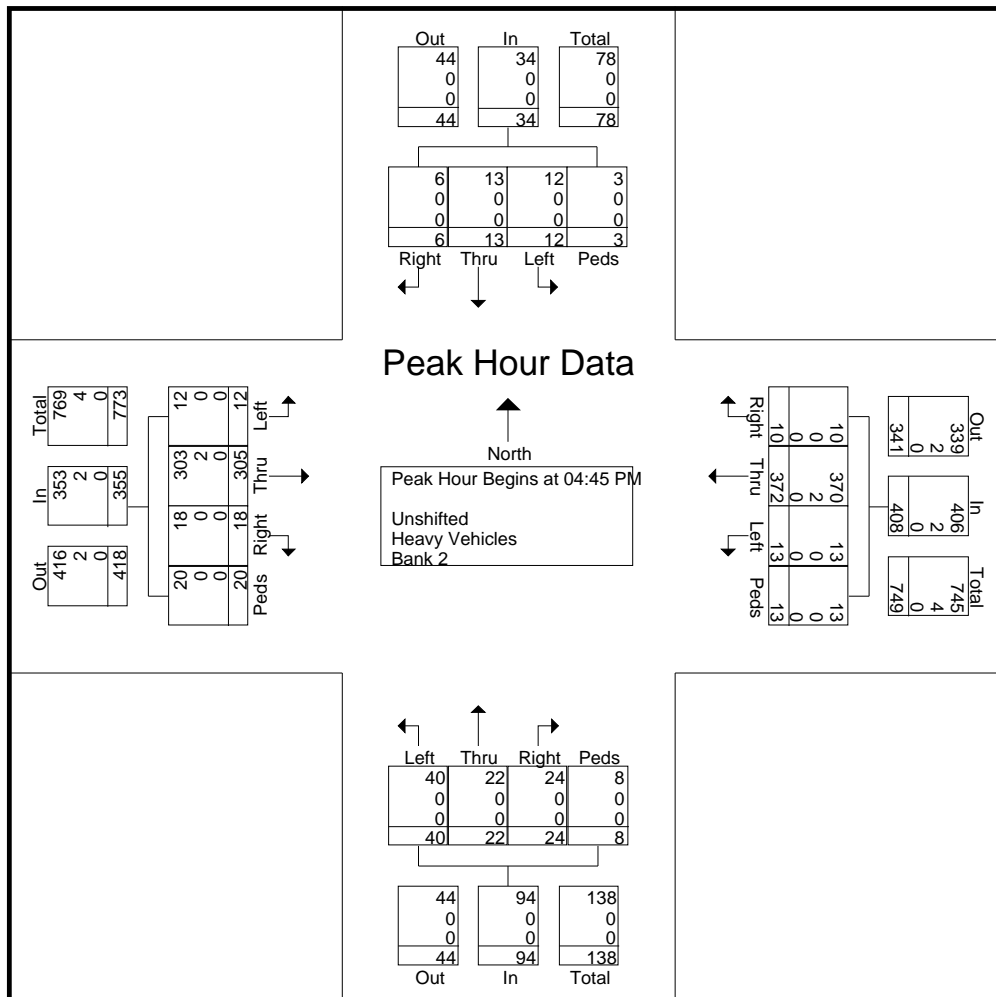 Out In Total
44 34 78
0 0 0
0 0 0
44 34 78
6 13 12 3
0 0 0 0
0 0 0 0
6 13 12 3
Right Thru Left Peds
Peak Hour Data
North
Peak Hour Begins at 04:45 PM
Unshifted
Heavy Vehicles
Bank 2
Total
769 4 0 773
In
353 2 0 355
Out
416 2 0 418
12 0 0 12
Left
303 2 0 305
Thru
18 0 0 18
Right
20 0 0 20
Peds
Right
10 0 0 10
Thru
370 2 0 372
Left
13 0 0 13
Peds
13 0 0 13
Out
339 2 0 341
In
406 2 0 408
Total
745 4 0 749
Left Thru Right Peds
40 22 24 8
0 0 0 0
0 0 0 0
40 22 24 8
44 94 138
0 0 0
0 0 0
44 94 138
Out In Total